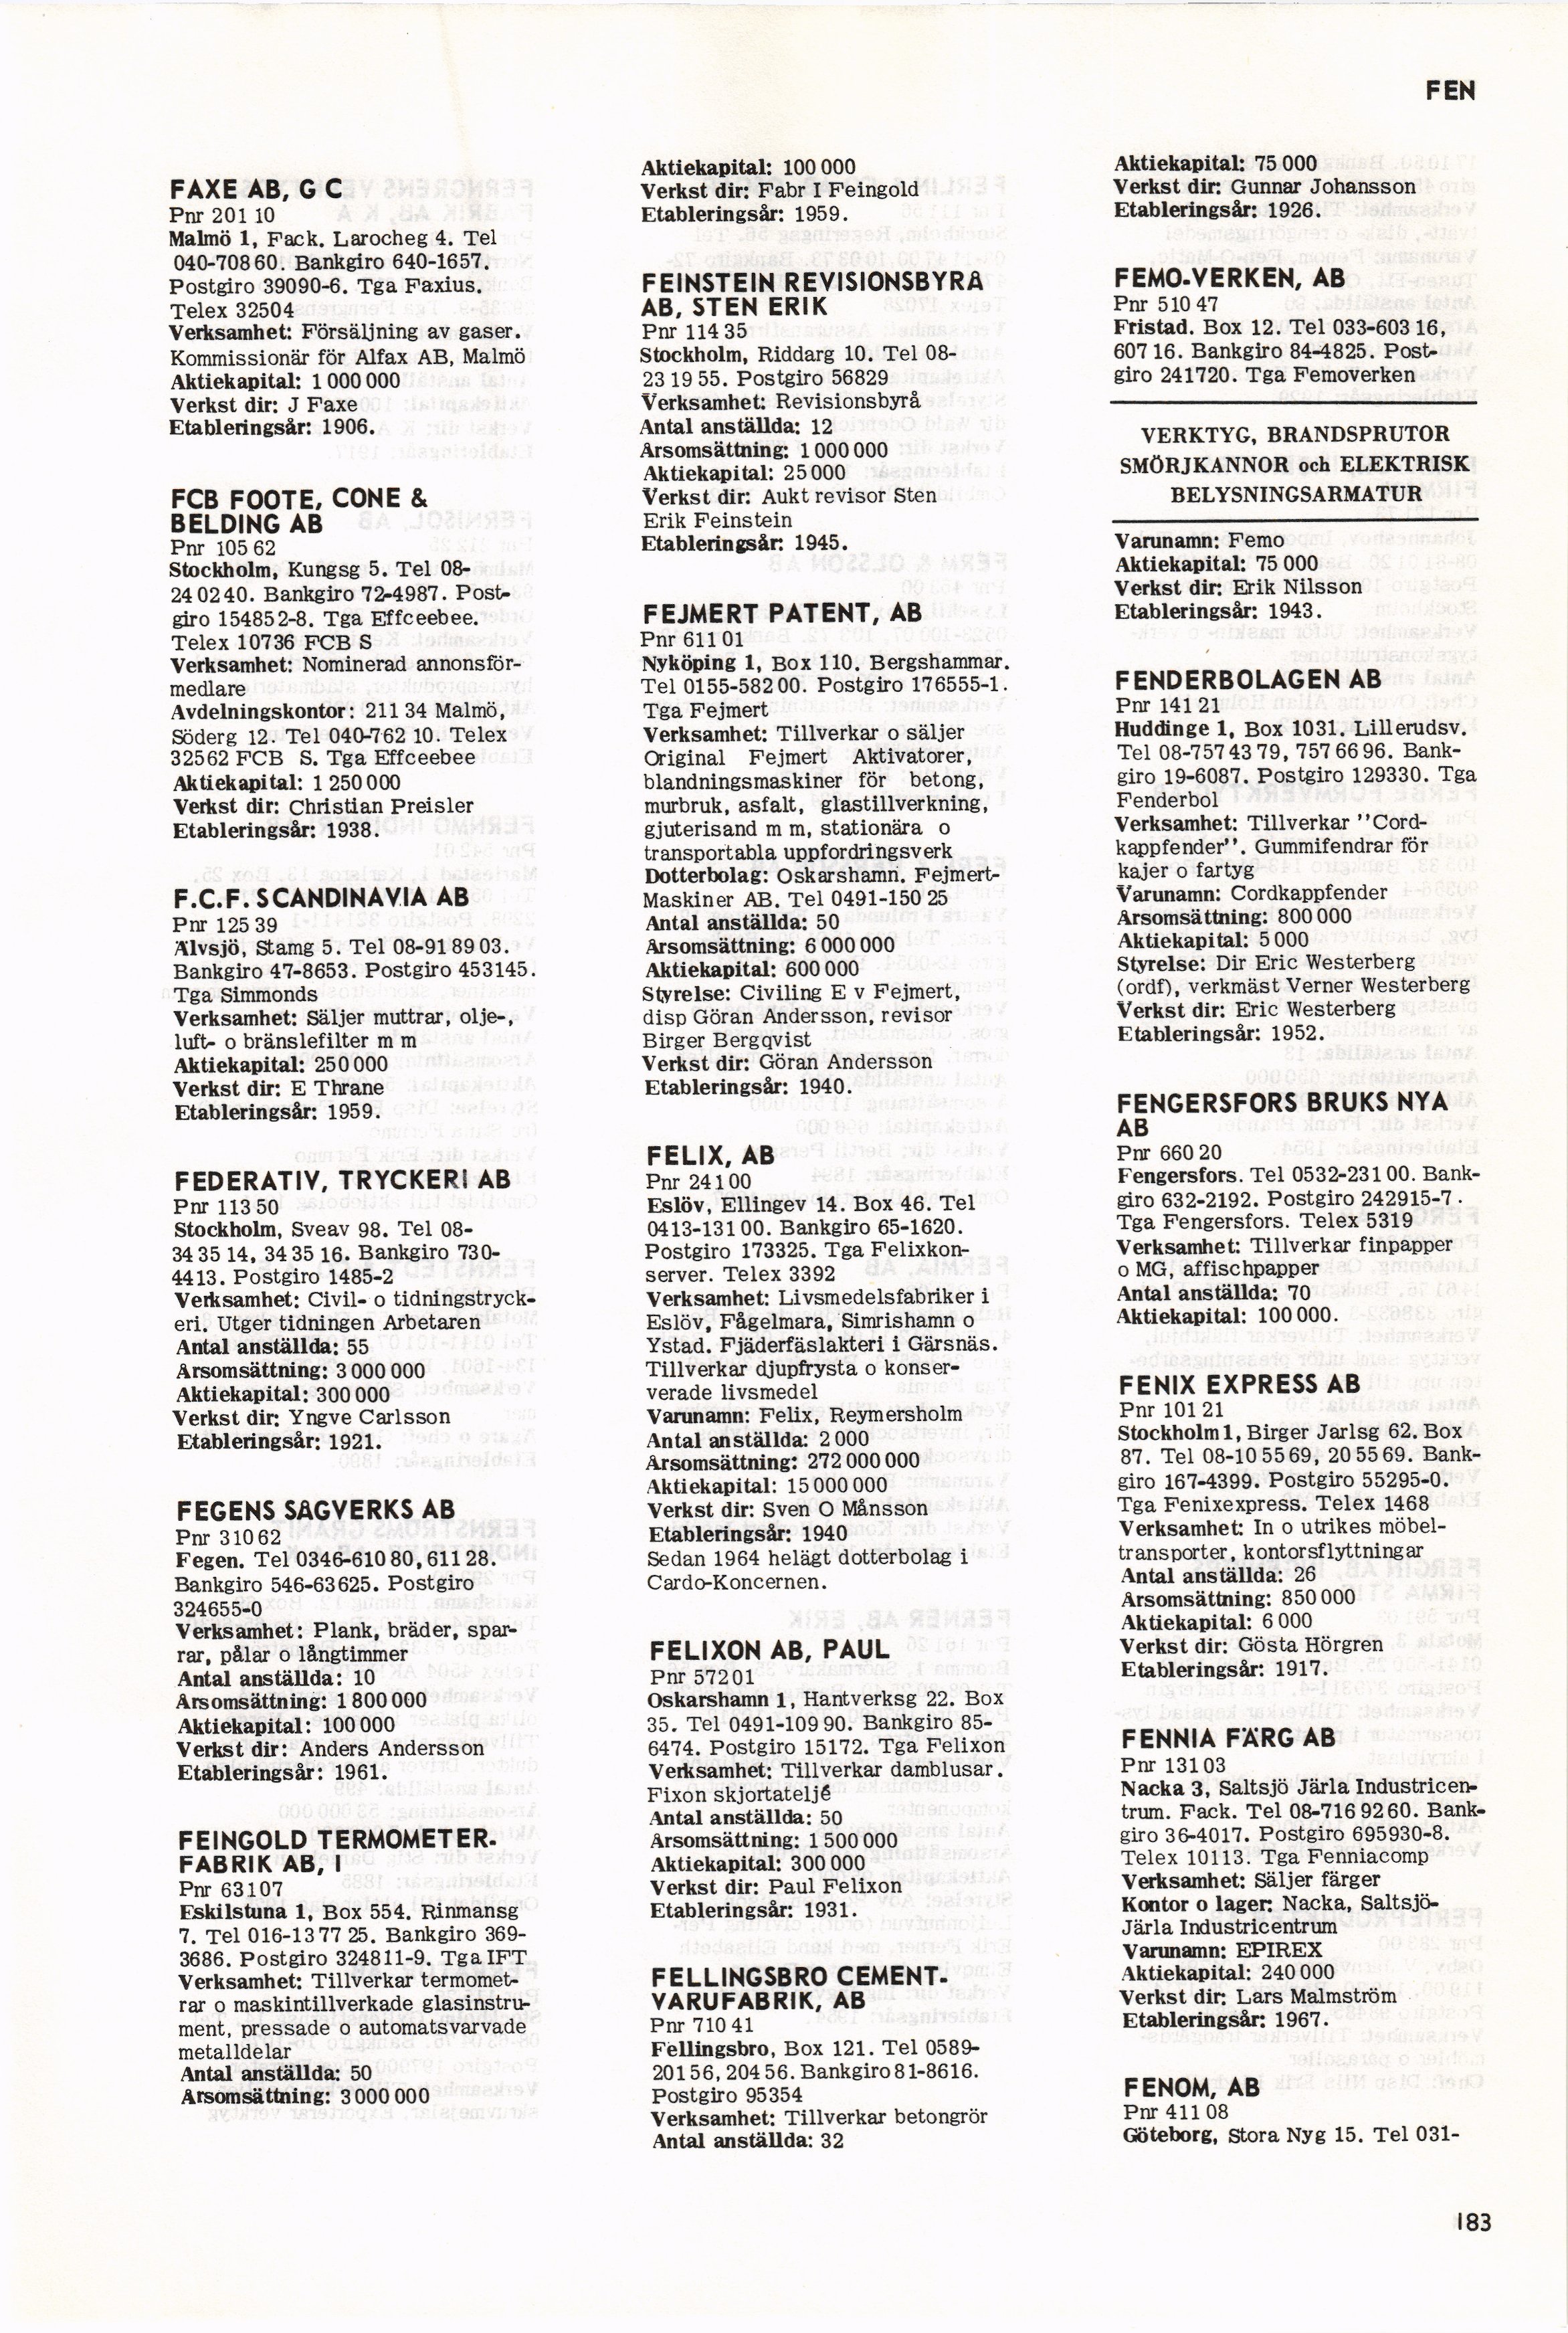 FEN
FAXE AB, G C
Pnr 201 10
Malmö 1, Fack. Larocheg 4. Tel
040-708 60. Bankgiro 640-1657.
Postgiro 39090-6. Tga Faxius.
Telex 32504
Verksamhet: Försäljning av gaser.
Kommissionär för Alfax AB, Malmö
Aktiekapital: 1 000 000
Verkst dir: J Faxe
Etableringsår: 1906.
FCB FOOTE, CONE &
BELDING AB
Pnr 105 62
Stockholm, Kungsg 5. Tel 08-
24 02 40. Bankgiro 72-4987. Post-
giro 154852-8. Tga Effceebee.
Telex 10736 FCB S
Verksamhet: Nominerad annonsför-
medlare
Avdelningskontor: 211 34 Malmö,
Söderg 12. Tel 040-762 10. Telex
32562 FCB S. Tga Effceebee
Aktiekapital: 1 250 000
Verkst dir: Christian Preisler
Etableringsår: 1938.
F.C.F. SCANDINAVIA AB
Pnr 125 39
Älvsjö, Stamg 5. Tel 08-91 89 03.
Bankgiro 47-8653. Postgiro 453145.
Tga Simmonds
Verksamhet: Säljer muttrar, olje-,
luft- o bränslefilter m m
Aktiekapital: 250 000
Verkst dir: E Thrane
Etableringsår: 1959.
FEDERATIV, TRYCKERI AB
Pnr 113 50
Stockholm, Sveav 98. Tel 08-
34 35 14, 34 35 16. Bankgiro 730-
4413. Postgiro 1485-2
Verksamhet: Civil- o tidningstryck-
eri. Utger tidningen Arbetaren
Antal anställda: 55
Årsomsättning: 3 000 000
Aktiekapital: 300 000
Verkst dir: Yngve Carlsson
Etableringsår: 1921.
FEGENS SÅGVERKS AB
Pnr 310 62
Fegen. Tel 0346-610 80, 611 28.
Bankgiro 546-63625. Postgiro
324655-0
Verksamhet: Plank, bräder, spar-
rar, pålar o långtimmer
Antal anställda: 10
Årsomsättning: 1 800 000
Aktiekapital: 100 000
Verkst dir: Anders Andersson
Etableringsår: 1961.
FEINGOLD TERMOMETER-
FABRIK AB, I
Pnr 631 07
Eskilstuna 1, Box 554. Rinmansg
7. Tel 016-13 77 25. Bankgiro 369-
3686. Postgiro 324811-9. Tga IFT
Verksamhet: Tillverkar termomet-
rar o maskintillverkade glasinstru-
ment, pressade o automatsvarvade
metalldelar
Antal anställda: 50
Årsomsättning: 3 000 000
Aktiekapital: 100 000
Verkst dir: Fabr I Feingold
Etableringsår: 1959.
FEINSTEIN REVISIONSBYRÅ
AB, STEN ERIK
Pnr 114 35
Stockholm, Riddarg 10. Tel 08-
23 19 55. Postgiro 56829
Verksamhet: Revisionsbyrå
Antal anställda: 12
Årsomsättning: 1 000 000
Aktiekapital: 25 000
Verkst dir: Aukt revisor Sten
Erik Feinstein
Etableringsår: 1945.
FEJMERT PATENT, AB
Pnr 611 01
Nyköping 1, Box 110. Bergshammar.
Tel 0155-582 00. Postgiro 176555-1.
Tga Fejmert
Verksamhet: Tillverkar o säljer
Original Fejmert Aktivatorer,
blandningsmaskiner för betong,
murbruk, asfalt, glastillverkning,
gjuterisand m m, stationära o
transportabla uppfordringsverk
Dotterbolag: Oskarshamn. Fejmert-
Maskiner AB. Tel 0491-150 25
Antal anställda: 50
Årsomsättning: 6 000 000
Aktiekapital: 600 000
Styrelse: Civiling E v Fejmert,
disp Göran Andersson, revisor
Birger Bergqvist
Verkst dir: Göran Andersson
Etableringsår: 1940.
FELIX, AB
Pnr 241 00
Eslöv, Ellingev 14. Box 46. Tel
0413-131 00. Bankgiro 65-1620.
Postgiro 173325. Tga Felixkon-
server. Telex 3392
Verksamhet: Livsmedelsfabriker i
Eslöv, Fågelmara, Simrishamn o
Ystad. Fjäderfäslakteri i Gärsnäs.
Tillverkar djupfrysta o konser-
verade livsmedel
Varunamn: Felix, Reymersholm
Antal anställda: 2 000
Årsomsättning: 272 000 000
Aktiekapital: 15 000 000
Verkst dir: Sven O Månsson
Etableringsår: 1940
Sedan 1964 helägt dotterbolag i
Cardo-Koncernen.
FELIXON AB, PAUL
Pnr 572 01
Oskarshamn 1, Hantverksg 22. Box
35. Tel 0491-109 90. Bankgiro 85-
6474. Postgiro 15172. Tga Felixon
Verksamhet: Tillverkar damblusar.
Fixon skjortateljé
Antal anställda: 50
Årsomsättning: 1 500 000
Aktiekapital: 300 000
Verkst dir: Paul Felixon
Etableringsår: 1931.
FELLINGSBRO CEMENT-
VARUFABRIK, AB
Pnr 710 41
Fellingsbro, Box 121. Tel 0589-
201 56, 204 56. Bankgiro 81-8616.
Postgiro 95354
Verksamhet: Tillverkar betongrör
Antal anställda: 32
Aktiekapital: 75 000
Verkst dir: Gunnar Johansson
Etableringsår: 1926.
FEMO-VERKEN, AB
Pnr 510 47
Fristad. Box 12. Tel 033-603 16,
607 16. Bankgiro 84-4825. Post-
giro 241720. Tga Femoverken
VERKTYG, BRANDSPRUTOR
SMÖRJKANNOR och ELEKTRISK
BELYSNINGSARMATUR
Varunamn: Femo
Aktiekapital: 75 000
Verkst dir: Erik Nilsson
Etableringsår: 1943.
FENDERBOLAGEN AB
Pnr 141 21
Huddinge 1, Box 1031. Lillerudsv.
Tel 08-757 43 79, 757 66 96. Bank-
giro 19-6087. Postgiro 129330. Tga
Fenderbol
Verksamhet: Tillverkar "Cord-
kappfender". Gummifendrar för
kajer o fartyg
Varunamn: Cordkappfender
Årsomsättning: 800 000
Aktiekapital: 5 000
Styrelse: Dir Eric Westerberg
(ordf), verkmäst Verner Westerberg
Verkst dir: Eric Westerberg
Etableringsår: 1952.
FENGERSFORS BRUKS NYA
AB
Pnr 660 20
Fengersfors. Tel 0532-231 00. Bank-
giro 632-2192. Postgiro 242915-7.
Tga Fengersfors. Telex 5319
Verksamhet: Tillverkar finpapper
o MG, affischpapper
Antal anställda: 70
Aktiekapital: 100 000.
FENIX EXPRESS AB
Pnr 101 21
Stockholm 1, Birger Jarlsg 62. Box
87. Tel 08-10 55 69, 20 55 69. Bank-
giro 167-4399. Postgiro 55295-0.
Tga Fenixexpress. Telex 1468
Verksamhet: In o utrikes möbel-
transporter, kontorsflyttningar
Antal anställda: 26
Årsomsättning: 850 000
Aktiekapital: 6 000
Verkst dir: Gösta Hörgren
Etableringsår: 1917.
FENNIA FÄRG AB
Pnr 131 03
Nacka 3, Saltsjö Järla Industricen-
trum. Fack. Tel 08-716 92 60. Bank-
giro 36-4017. Postgiro 695930-8.
Telex 10113. Tga Fenniacomp
Verksamhet: Säljer färger
Kontor o lager: Nacka, Saltsjö-
Järla Industricentrum
Varunamn: EPIREX
Aktiekapital: 240 000
Verkst dir: Lars Malmström
Etableringsår: 1967.
FENOM, AB
Pnr 411 08
Göteborg, Stora Nyg 15. Tel 031-
183